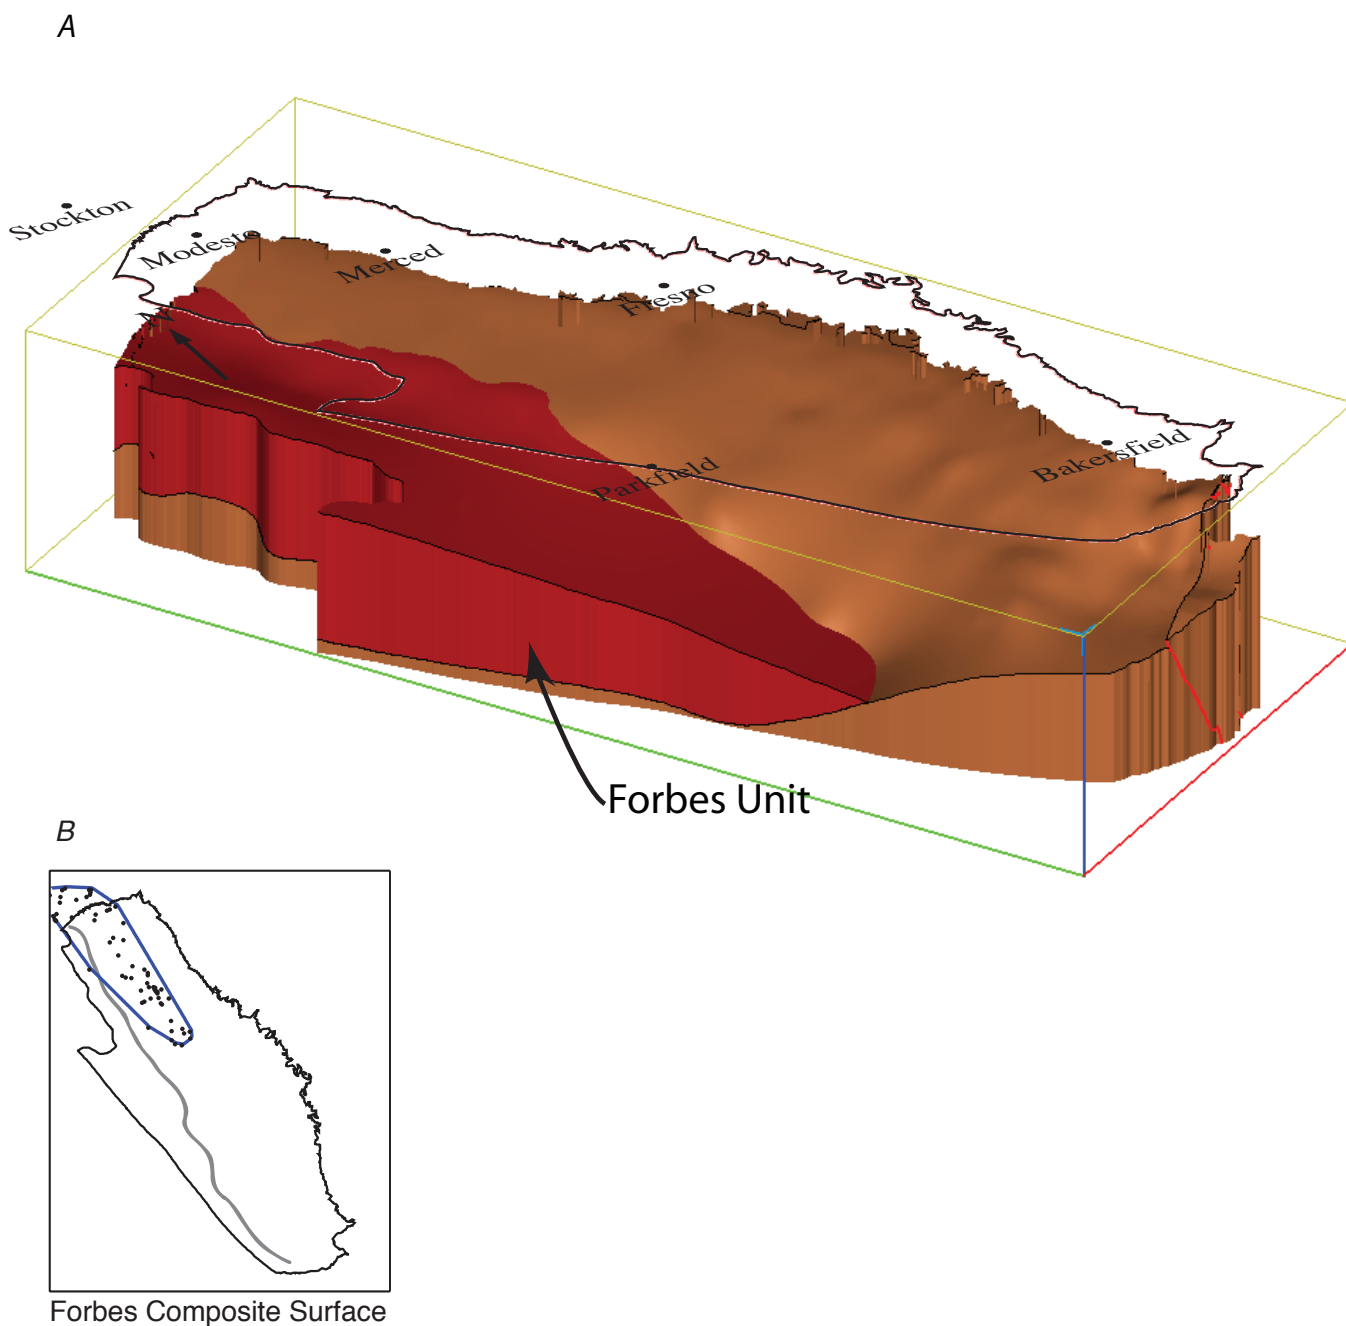 A
Stockton
Modesto
Merced
Fresno
N
Parkfield
Bakersfield
Forbes Unit
B
Forbes Composite Surface